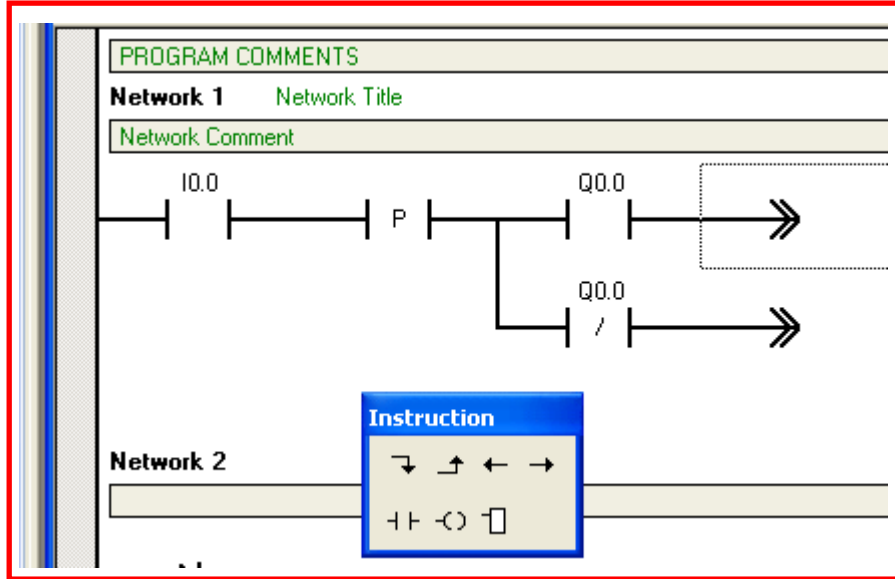 PROGRAM COMMENTS
Network 1 Network Title
Network Comment
I0.0 Q0.0
P
Q0.0
/
Instruction
Network 2